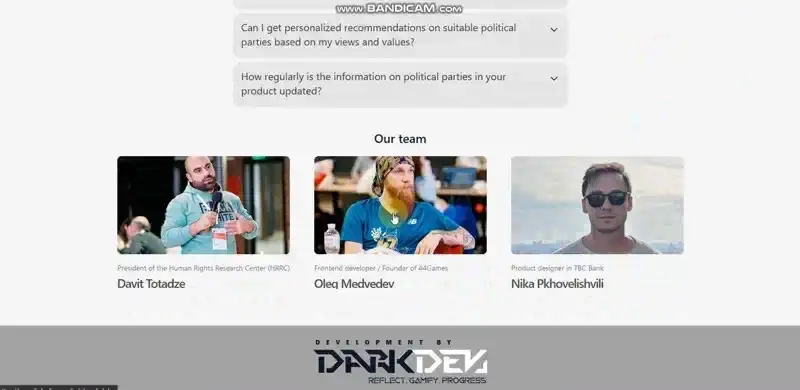 www.BANDICAM.com
Can I get personalized recommendations on suitable political
parties based on my views and values?
How regularly is the information on political parties in your
product updated?
Our team
President of the Human Rights Research Center (HRRC)
Davit Totadze
Frontend developer / Founder of 44Games
Oleg Medvedev
Product designer in TBC Bank
Nika Pkhovelishvili
DEVELOPMENT BY
DARKDEV
REFLECT. GAMIFY. PROGRESS